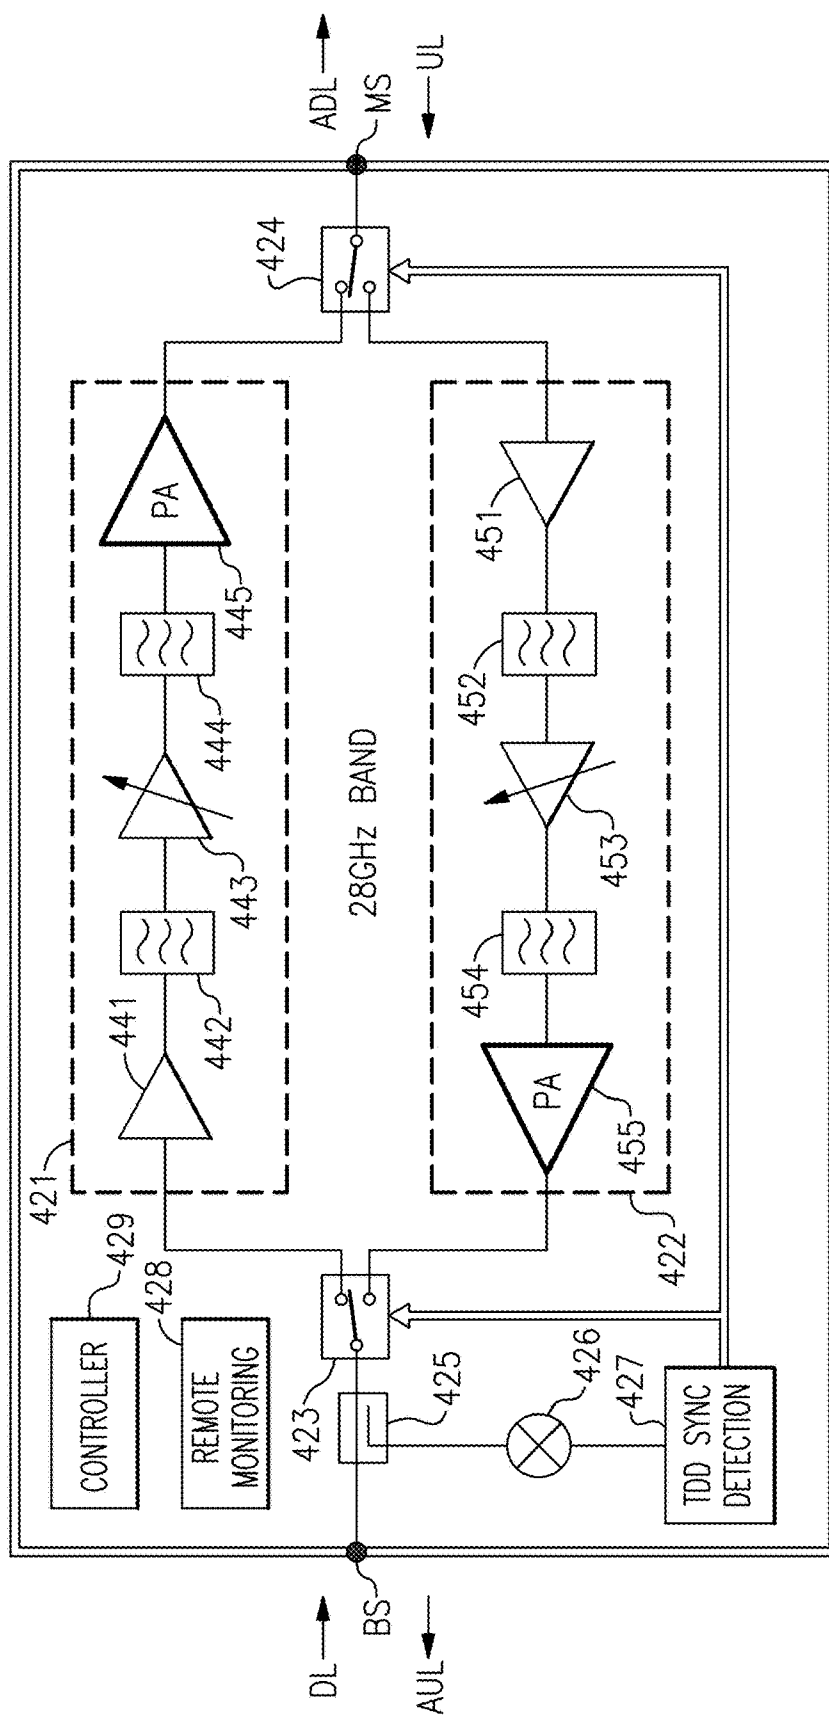 DL
AUL
BS
CONTROLLER
429
REMOTE
MONITORING
428
423
425
426
427
TDD SYNC
DETECTION
421
441
442
443
444
445
PA
28GHz BAND
422
455
PA
454
453
452
451
424
ADL
MS
UL